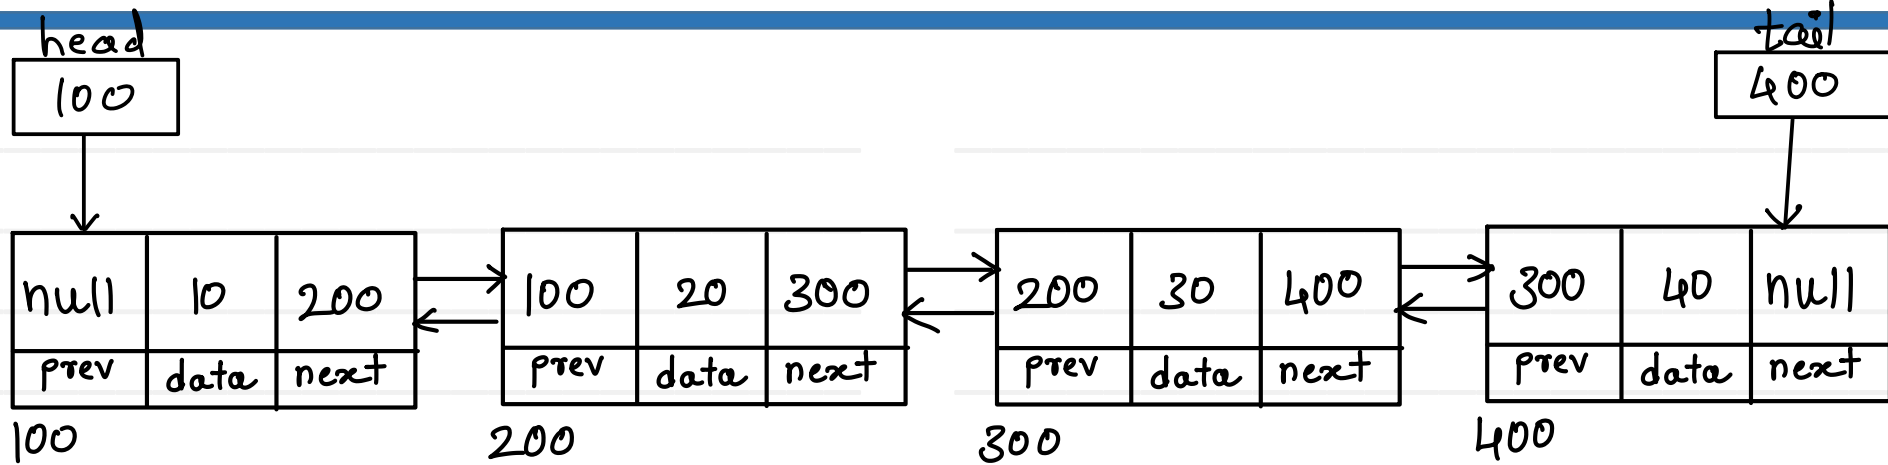 head tail
100 400
null 10 200 100 20 300 200 30 400 300 40 null
prev data next prev data next prev data next prev data next
100 200 300 400